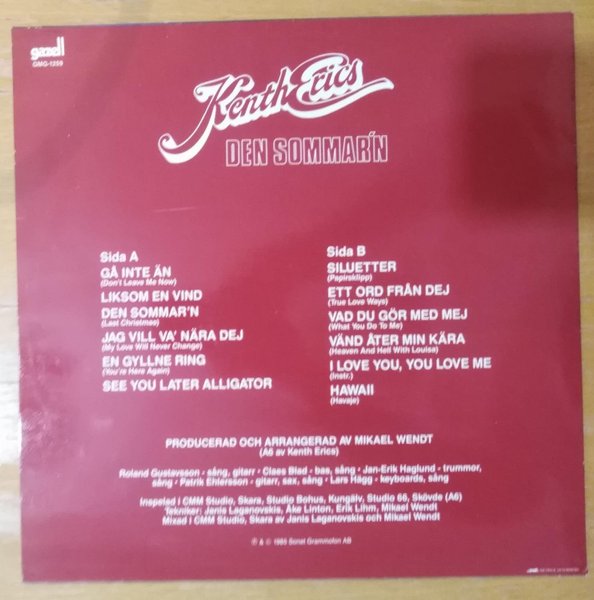 gazell
GMG-1259
Kenth Erics
DEN SOMMAR'N
Sida A
GÅ INTE ÄN
(Don't Leave Me Now)
LIKSOM EN VIND
DEN SOMMAR'N
(Last Christmas)
JAG VILL VA' NÄRA DEJ
(My Love Will Never Change)
EN GYLLNE RING
(You're Here Again)
SEE YOU LATER ALLIGATOR
Sida B
SILUETTER
(Papirsklipp)
ETT ORD FRÅN DEJ
(True Love Ways)
VAD DU GÖR MED MEJ
(What You Do To Me)
VÄND ÅTER MIN KÄRA
(Heaven And Hell With Louise)
I LOVE YOU, YOU LOVE ME
(Instr.)
HAWAII
(Havaje)
PRODUCERAD OCH ARRANGERAD AV MIKAEL WENDT
(A6 av Kenth Erics)
Roland Gustavsson - sång, gitarr · Claes Blad - bas, sång · Jan-Erik Haglund - trummor,
sång · Patrik Ehlersson - gitarr, sax, sång · Lars Hägg - keyboards, sång
Inspelad i CMM Studio, Skara, Studio Bohus, Kungälv, Studio 66, Skövde (A6)
Tekniker: Janis Laganovskis, Åke Linton, Erik Lihm, Mikael Wendt
Mixad i CMM Studio, Skara av Janis Laganovskis och Mikael Wendt
℗ & © 1985 Sonet Grammofon AB